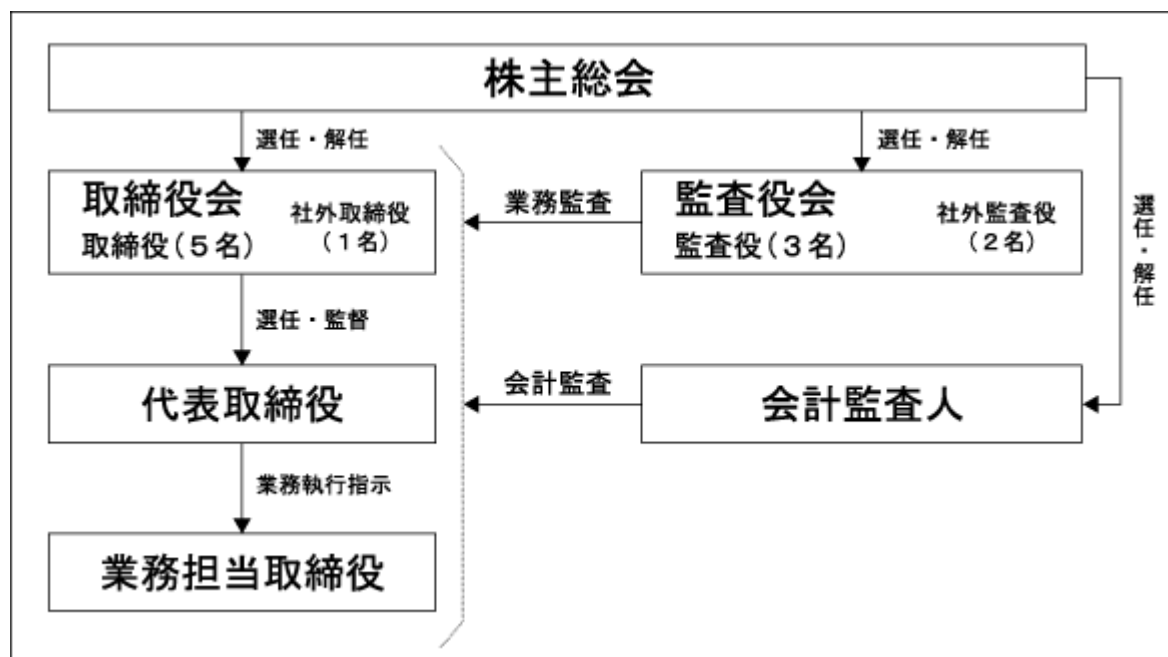 株主総会
選任・解任
選任・解任
取締役会
取締役（５名）
社外取締役
（１名）
業務監査
監査役会
監査役（３名）
社外監査役
（２名）
選任・解任
選任・監督
代表取締役
会計監査
会計監査人
業務執行指示
業務担当取締役